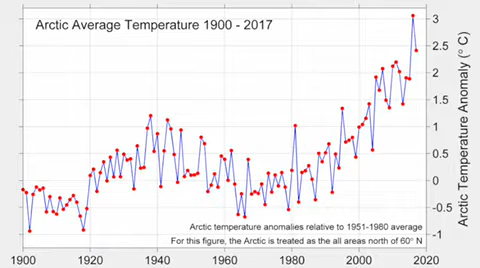 Arctic Average Temperature 1900 - 2017
3
2.5
2
1.5
1
0.5
0
-0.5
-1
Arctic Temperature Anomaly (° C)
Arctic temperature anomalies relative to 1951-1980 average
For this figure, the Arctic is treated as the all areas north of 60° N
1900 1920 1940 1960 1980 2000 2020